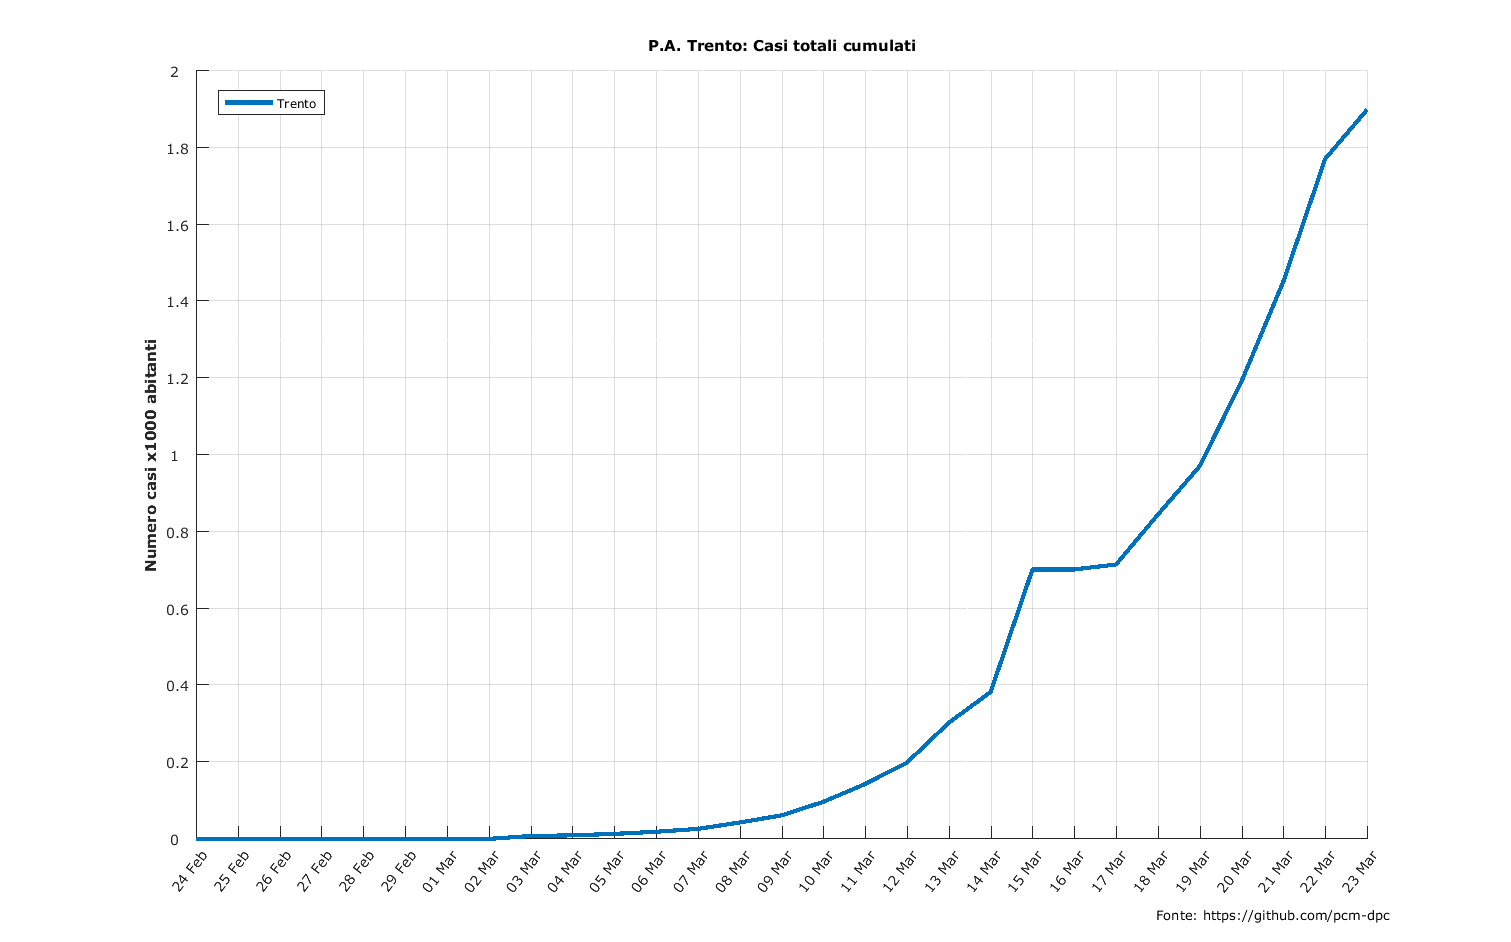 P.A. Trento: Casi totali cumulati
Trento
Numero casi x1000 abitanti
2
1.8
1.6
1.4
1.2
1
0.8
0.6
0.4
0.2
0
24 Feb
25 Feb
26 Feb
27 Feb
28 Feb
29 Feb
01 Mar
02 Mar
03 Mar
04 Mar
05 Mar
06 Mar
07 Mar
08 Mar
09 Mar
10 Mar
11 Mar
12 Mar
13 Mar
14 Mar
15 Mar
16 Mar
17 Mar
18 Mar
19 Mar
20 Mar
21 Mar
22 Mar
23 Mar
Fonte: https://github.com/pcm-dpc